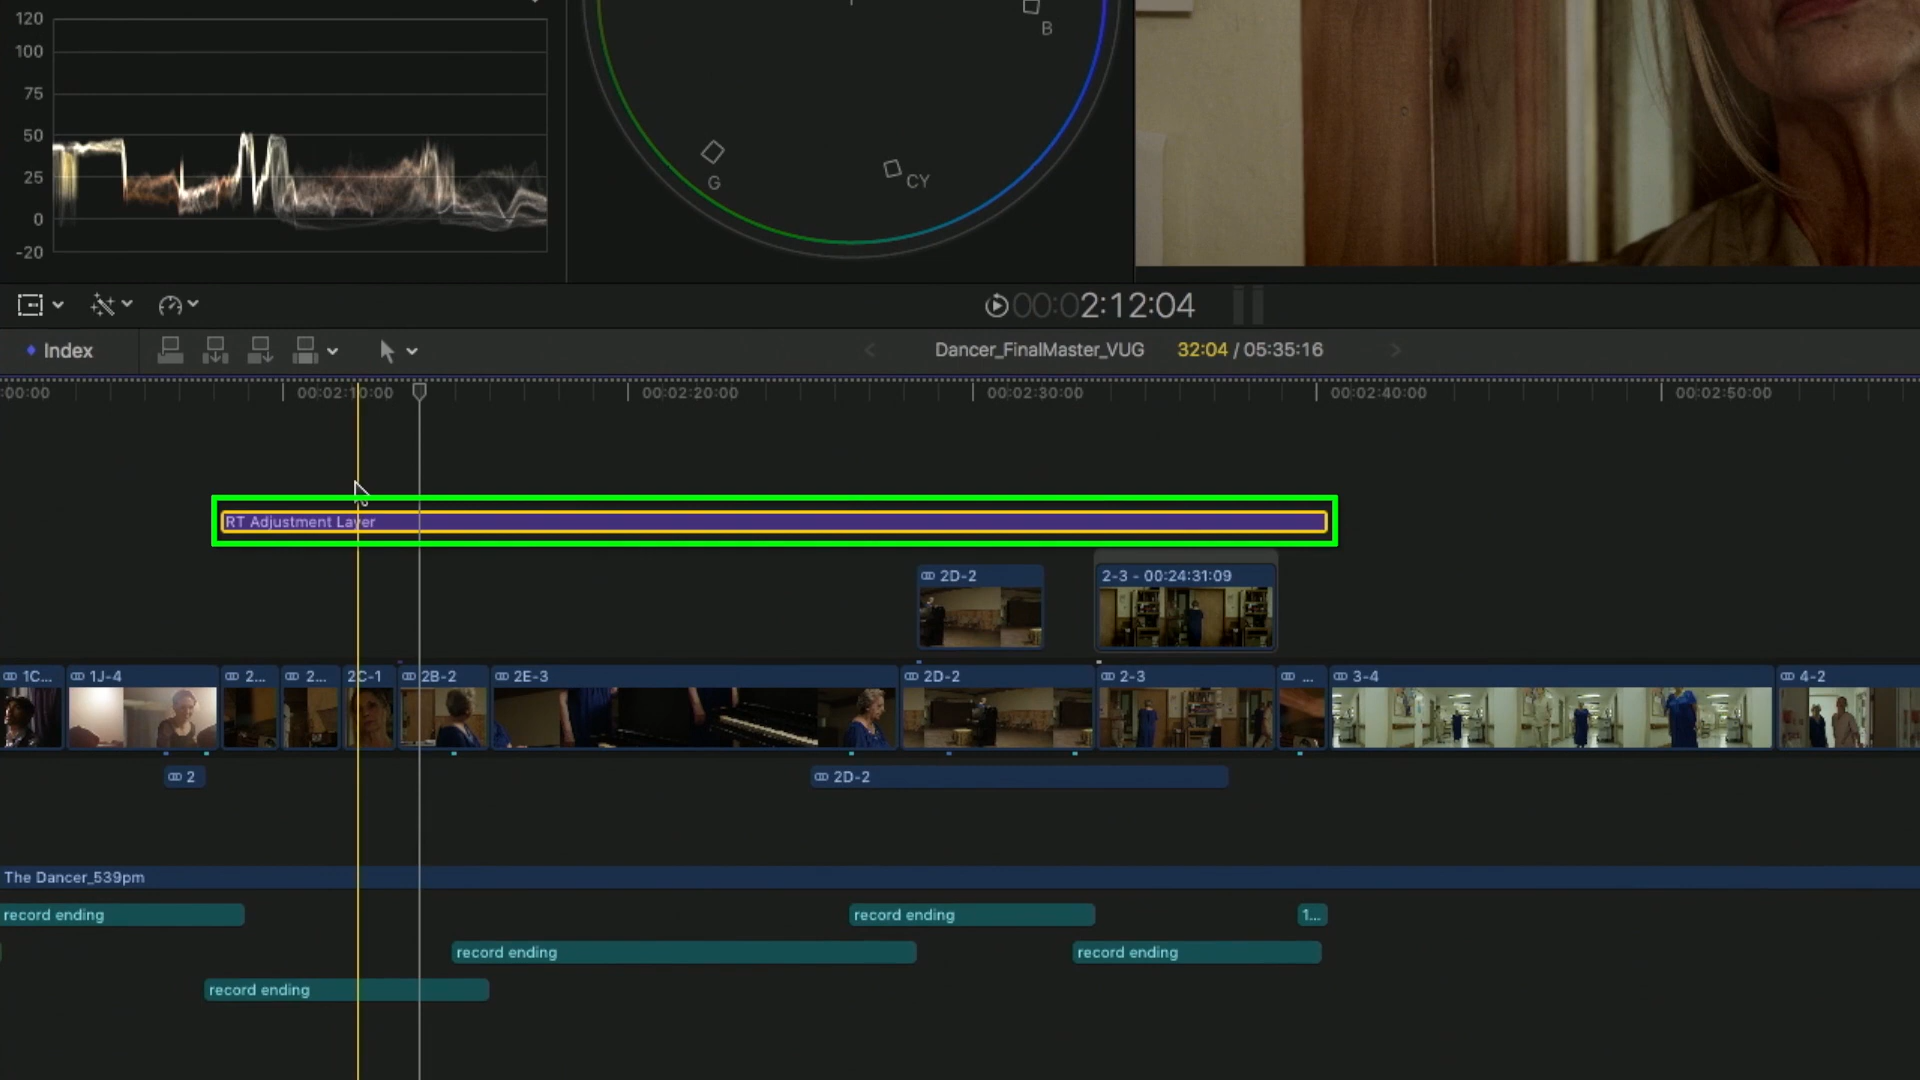 120
100
75
50
25
0
-20
B
G
CY
00:02:12:04
Index
Dancer_FinalMaster_VUG
32:04 / 05:35:16
:00:00
00:02:10:00
00:02:20:00
00:02:30:00
00:02:40:00
00:02:50:00
RT Adjustment Layer
2D-2
2-3 - 00:24:31:09
1C...
1J-4
2...
2...
2C-1
2B-2
2E-3
2D-2
2-3
...
3-4
4-2
2
2D-2
The Dancer_539pm
record ending
record ending
1...
record ending
record ending
record ending